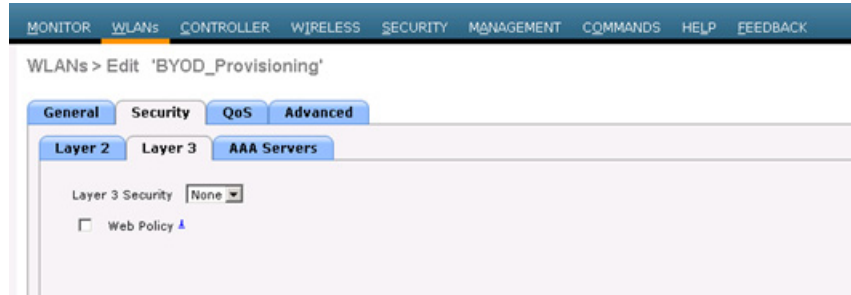 MONITOR WLANs CONTROLLER WIRELESS SECURITY MANAGEMENT COMMANDS HELP FEEDBACK
WLANs > Edit 'BYOD_Provisioning'
General Security QoS Advanced
Layer 2 Layer 3 AAA Servers
Layer 3 Security None
Web Policy 1